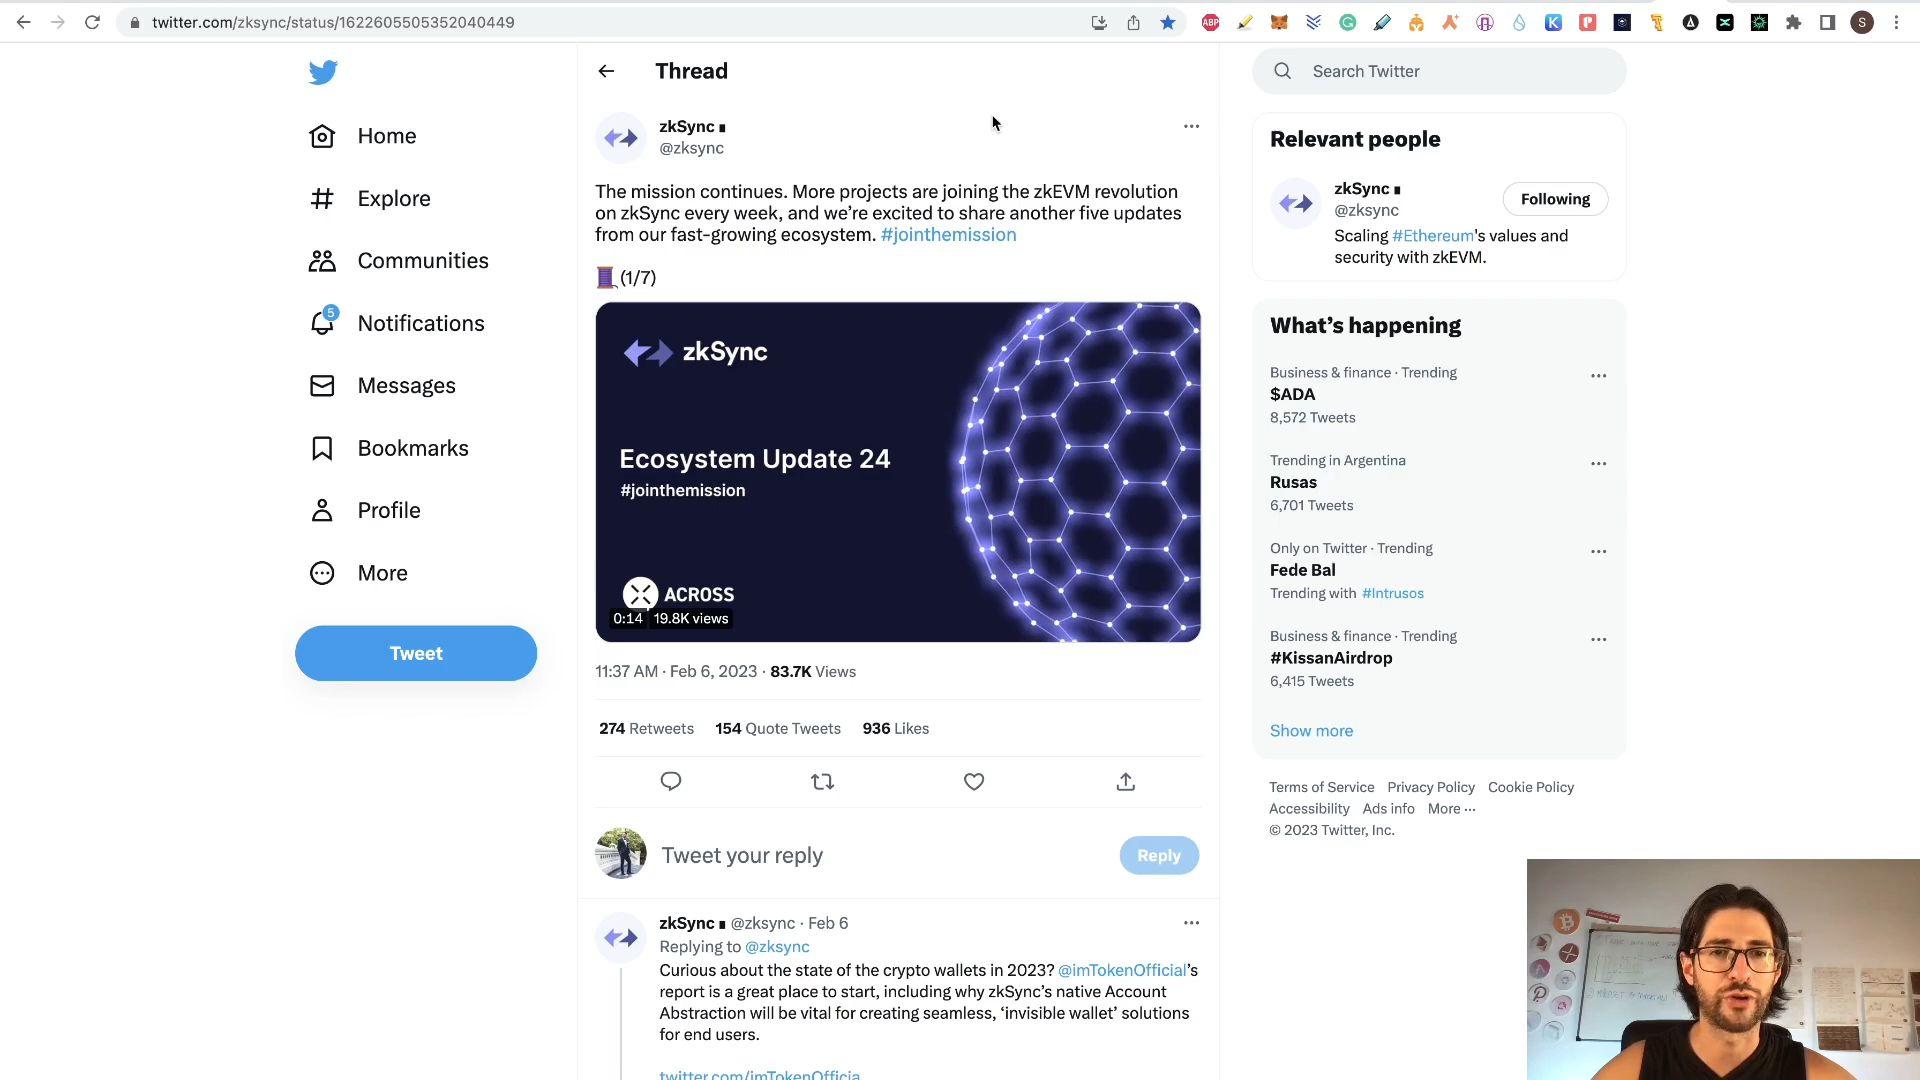 twitter.com/zksync/status/1622605505352040449
ABP
S
Home
Explore
Communities
5
Notifications
Messages
Bookmarks
Profile
More
Tweet
Thread
zkSync
@zksync
The mission continues. More projects are joining the zkEVM revolution
on zkSync every week, and we’re excited to share another five updates
from our fast-growing ecosystem. #jointhemission
(1/7)
zkSync
Ecosystem Update 24
#jointhemission
ACROSS
0:14 19.8K views
11:37 AM · Feb 6, 2023 · 83.7K Views
274 Retweets 154 Quote Tweets 936 Likes
Tweet your reply
Reply
zkSync @zksync · Feb 6
Replying to @zksync
Curious about the state of the crypto wallets in 2023? @imTokenOfficial’s
report is a great place to start, including why zkSync’s native Account
Abstraction will be vital for creating seamless, ‘invisible wallet’ solutions
for end users.
twitter.com/imTokenOfficia…
Search Twitter
Relevant people
zkSync
@zksync
Following
Scaling #Ethereum's values and
security with zkEVM.
What’s happening
Business & finance · Trending
$ADA
8,572 Tweets
Trending in Argentina
Rusas
6,701 Tweets
Only on Twitter · Trending
Fede Bal
Trending with #Intrusos
Business & finance · Trending
#KissanAirdrop
6,415 Tweets
Show more
Terms of Service Privacy Policy Cookie Policy
Accessibility Ads info More ···
© 2023 Twitter, Inc.